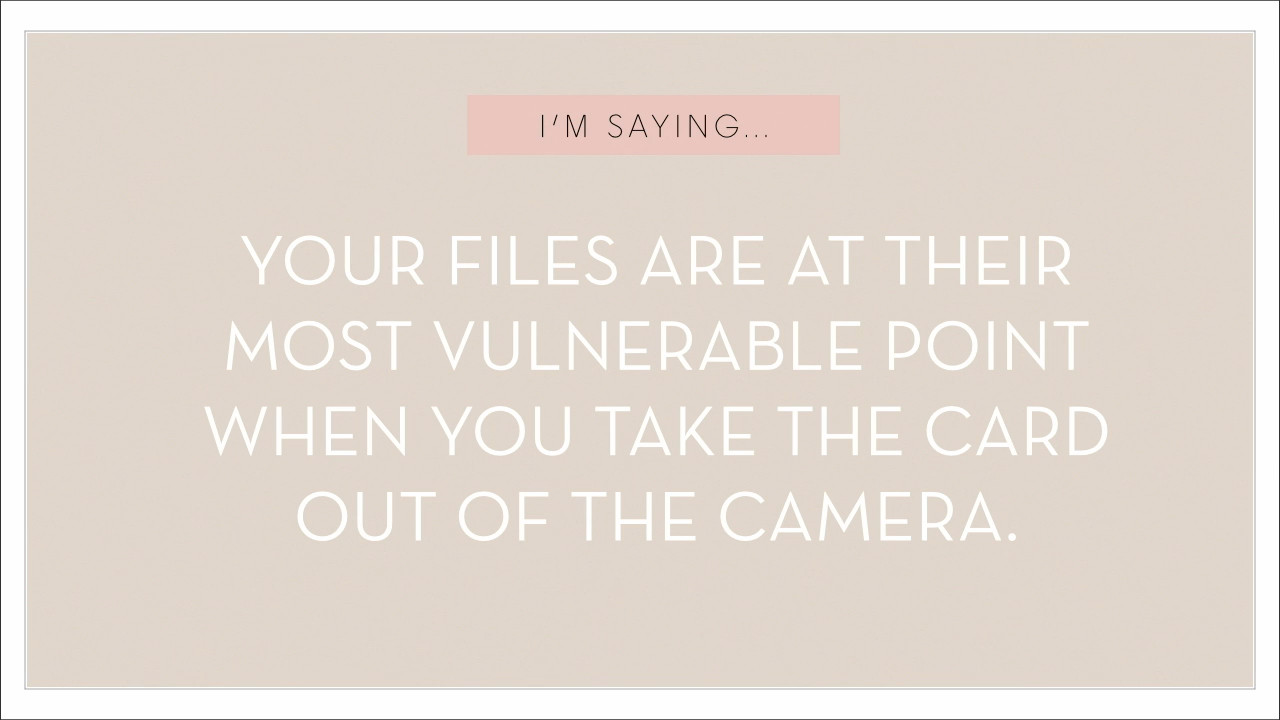 I'M SAYING...
YOUR FILES ARE AT THEIR
MOST VULNERABLE POINT
WHEN YOU TAKE THE CARD
OUT OF THE CAMERA.